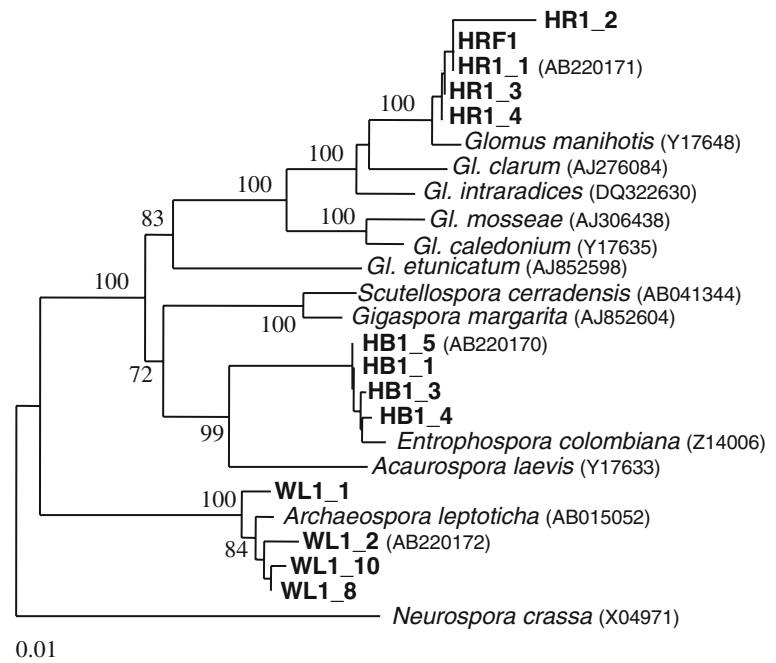 HR1_2
HRF1
HR1_1 (AB220171)
HR1_3
100
HR1_4
Glomus manihotis (Y17648)
100
Gl. clarum (AJ276084)
100
Gl. intraradices (DQ322630)
83
100
Gl. mosseae (AJ306438)
Gl. caledonium (Y17635)
Gl. etunicatum (AJ852598)
100
Scutellospora cerradensis (AB041344)
100
Gigaspora margarita (AJ852604)
HB1_5 (AB220170)
HB1_1
72
HB1_3
HB1_4
99
Entrophospora colombiana (Z14006)
Acaurospora laevis (Y17633)
100
WL1_1
Archaeospora leptoticha (AB015052)
84
WL1_2 (AB220172)
WL1_10
WL1_8
Neurospora crassa (X04971)
0.01